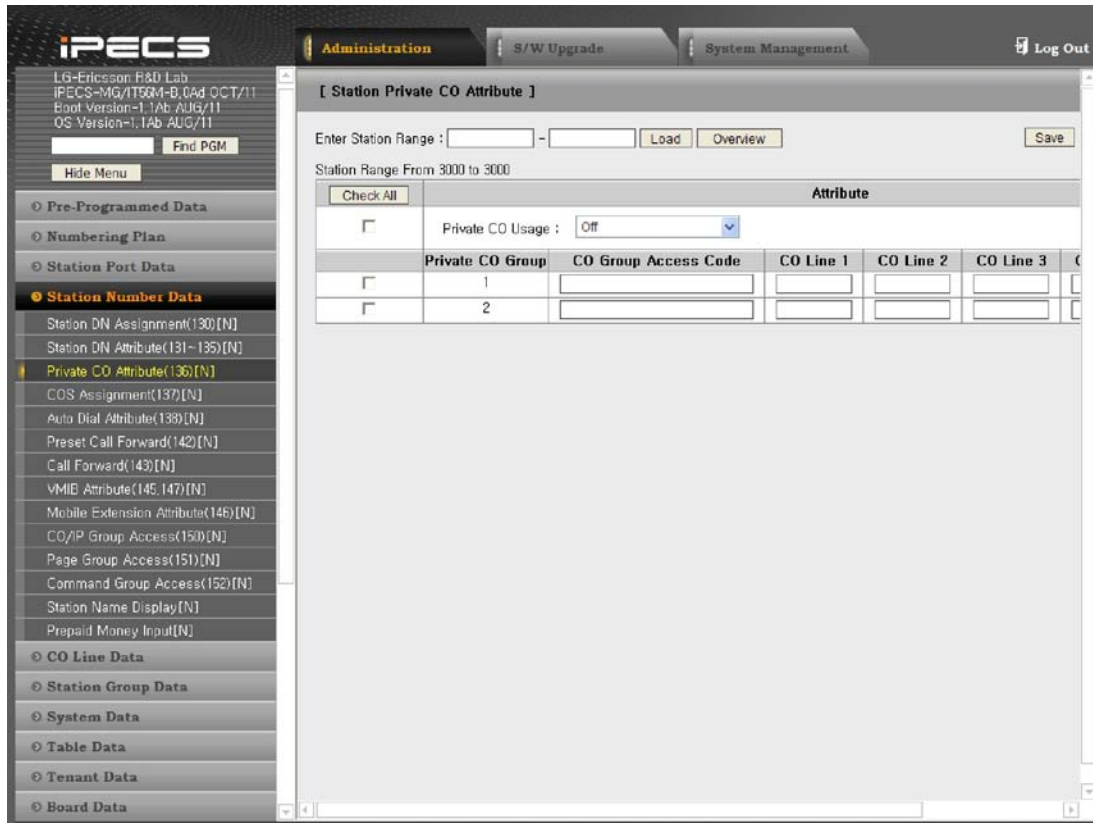 iPECS
Administration
S/W Upgrade
System Management
Log Out
LG-Ericsson R&D Lab
iPECS-MG/IT56M-B,0Ad OCT/11
Boot Version-1.1Ab AUG/11
OS Version-1.1Ab AUG/11
Find PGM
Hide Menu
Pre-Programmed Data
Numbering Plan
Station Port Data
Station Number Data
Station DN Assignment(130)[N]
Station DN Attribute(131~135)[N]
Private CO Attribute(136)[N]
COS Assignment(137)[N]
Auto Dial Attribute(138)[N]
Preset Call Forward(142)[N]
Call Forward(143)[N]
VMIB Attribute(145,147)[N]
Mobile Extension Attribute(146)[N]
CO/IP Group Access(150)[N]
Page Group Access(151)[N]
Command Group Access(152)[N]
Station Name Display[N]
Prepaid Money Input[N]
CO Line Data
Station Group Data
System Data
Table Data
Tenant Data
Board Data
[ Station Private CO Attribute ]
Enter Station Range : - Load Overview Save
Station Range From 3000 to 3000
Check All Attribute
Private CO Usage : Off
Private CO Group CO Group Access Code CO Line 1 CO Line 2 CO Line 3
1
2